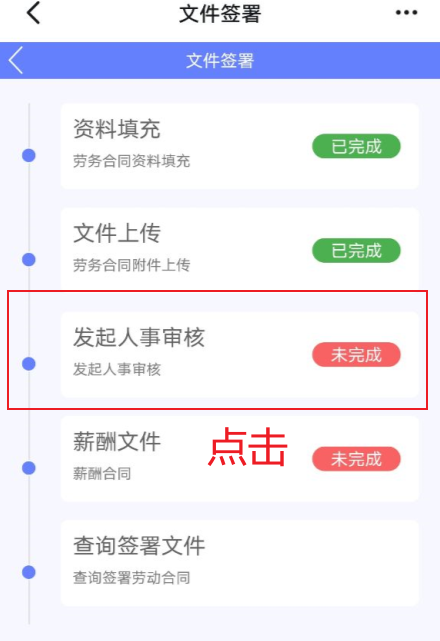 文件签署
文件签署
资料填充
已完成
劳务合同资料填充
文件上传
已完成
劳务合同附件上传
发起人事审核
未完成
发起人事审核
薪酬文件
点击
未完成
薪酬合同
查询签署文件
查询签署劳动合同